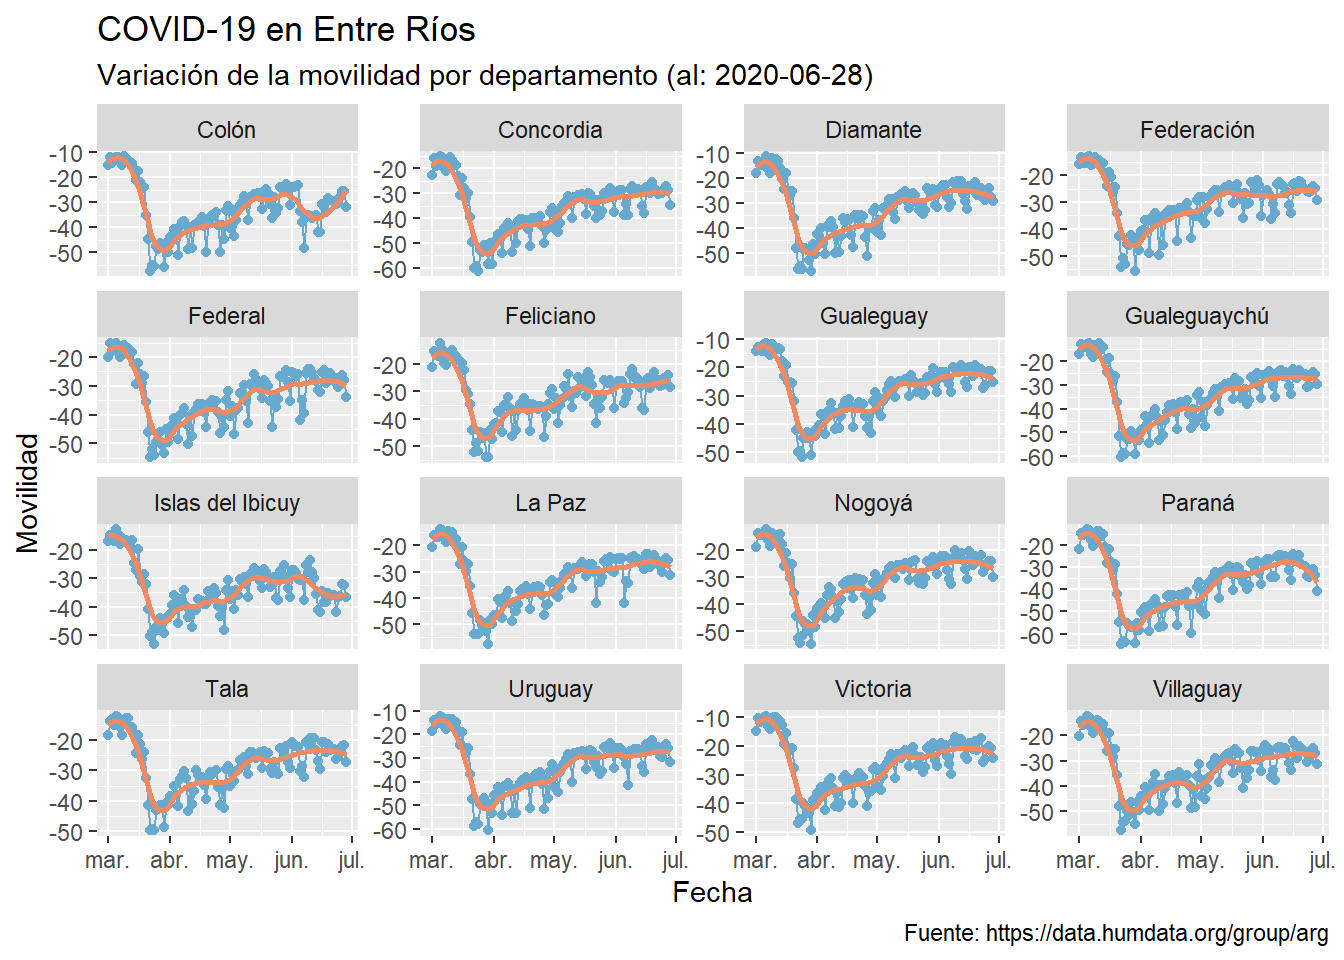 COVID-19 en Entre Ríos
Variación de la movilidad por departamento (al: 2020-06-28)
Colón
Concordia
Diamante
Federación
-10
-20
-30
-40
-50
-20
-30
-40
-50
-60
-10
-20
-30
-40
-50
-20
-30
-40
-50
Federal
Feliciano
Gualeguay
Gualeguaychú
-20
-30
-40
-50
-20
-30
-40
-50
-10
-20
-30
-40
-50
-20
-30
-40
-50
-60
Movilidad
Islas del Ibicuy
La Paz
Nogoyá
Paraná
-20
-30
-40
-50
-20
-30
-40
-50
-20
-30
-40
-50
-20
-30
-40
-50
-60
Tala
Uruguay
Victoria
Villaguay
-20
-30
-40
-50
-10
-20
-30
-40
-50
-60
-10
-20
-30
-40
-50
-20
-30
-40
-50
mar. abr. may. jun. jul.
mar. abr. may. jun. jul.
mar. abr. may. jun. jul.
mar. abr. may. jun. jul.
Fecha
Fuente: https://data.humdata.org/group/arg